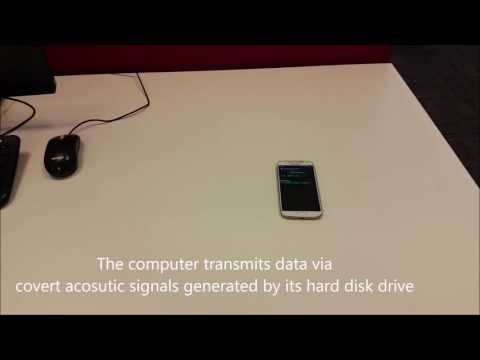 The computer transmits data via
covert acosutic signals generated by its hard disk drive